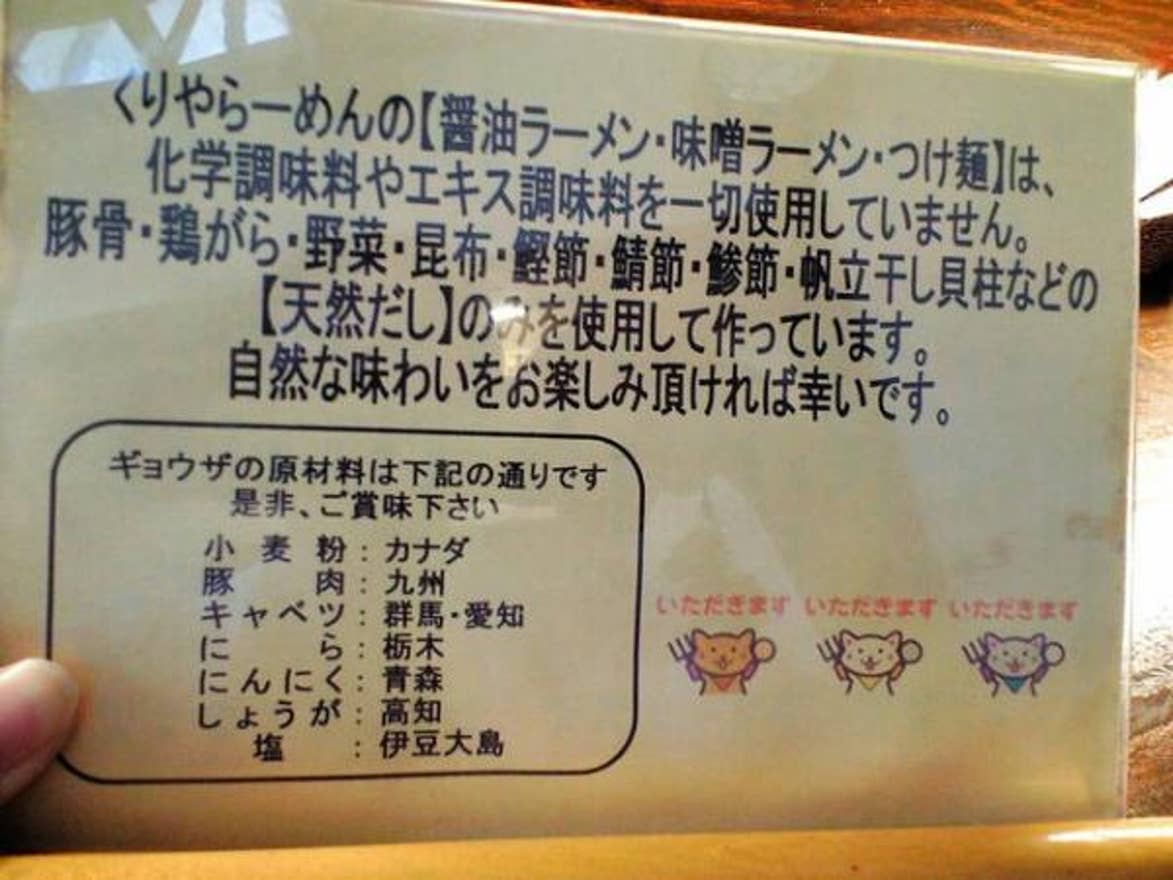 くりやらーめんの【醤油ラーメン・味噌ラーメン・つけ麺】は、
化学調味料やエキス調味料を一切使用していません。
豚骨・鶏がら・野菜・昆布・鰹節・鯖節・鯵節・帆立干し貝柱などの
【天然だし】のみを使用して作っています。
自然な味わいをお楽しみ頂ければ幸いです。
ギョウザの原材料は下記の通りです
是非、ご賞味下さい
小麦粉：カナダ
豚肉：九州
キャベツ：群馬・愛知
にら：栃木
にんにく：青森
しょうが：高知
塩：伊豆大島
いただきます いただきます いただきます